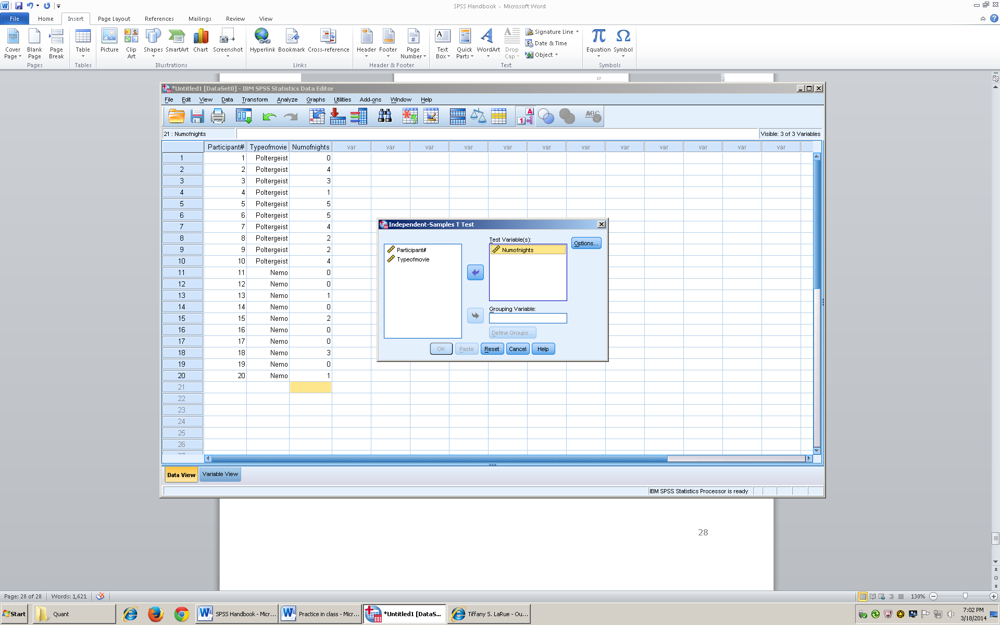 SPSS Handbook - Microsoft Word
File Home Insert Page Layout References Mailings Review View
Cover Page Blank Page Page Break Table Picture Clip Art Shapes SmartArt Chart Screenshot Hyperlink Bookmark Cross-reference Header Footer Page Number Text Box Quick Parts WordArt Drop Cap Signature Line Date & Time Object Equation Symbol
Pages Tables Illustrations Links Header & Footer Text Symbols
27
*Untitled1 [DataSet0] - IBM SPSS Statistics Data Editor
File Edit View Data Transform Analyze Graphs Utilities Add-ons Window Help
21 : Numofnights Visible: 3 of 3 Variables
Participant# Typeofmovie Numofnights var var var var var var var var var var var var
1 1 Poltergeist 0
2 2 Poltergeist 4
3 3 Poltergeist 3
4 4 Poltergeist 1
5 5 Poltergeist 5
6 6 Poltergeist 5
7 7 Poltergeist 4
8 8 Poltergeist 2
9 9 Poltergeist 2
10 10 Poltergeist 4
11 11 Nemo 0
12 12 Nemo 0
13 13 Nemo 1
14 14 Nemo 0
15 15 Nemo 2
16 16 Nemo 0
17 17 Nemo 0
18 18 Nemo 3
19 19 Nemo 0
20 20 Nemo 1
21
22
23
24
25
26
Independent-Samples T Test
Test Variable(s):
Options...
Participant#
Typeofmovie
Numofnights
Grouping Variable:
Define Groups...
OK Paste Reset Cancel Help
Data View Variable View
IBM SPSS Statistics Processor is ready
28
Page: 28 of 28 Words: 1,621 130%
Start Quant SPSS Handbook - Micr... Practice in class - Micr... *Untitled1 [DataS... Tiffany S. LaRue - Ou... 7:02 PM
3/18/2014